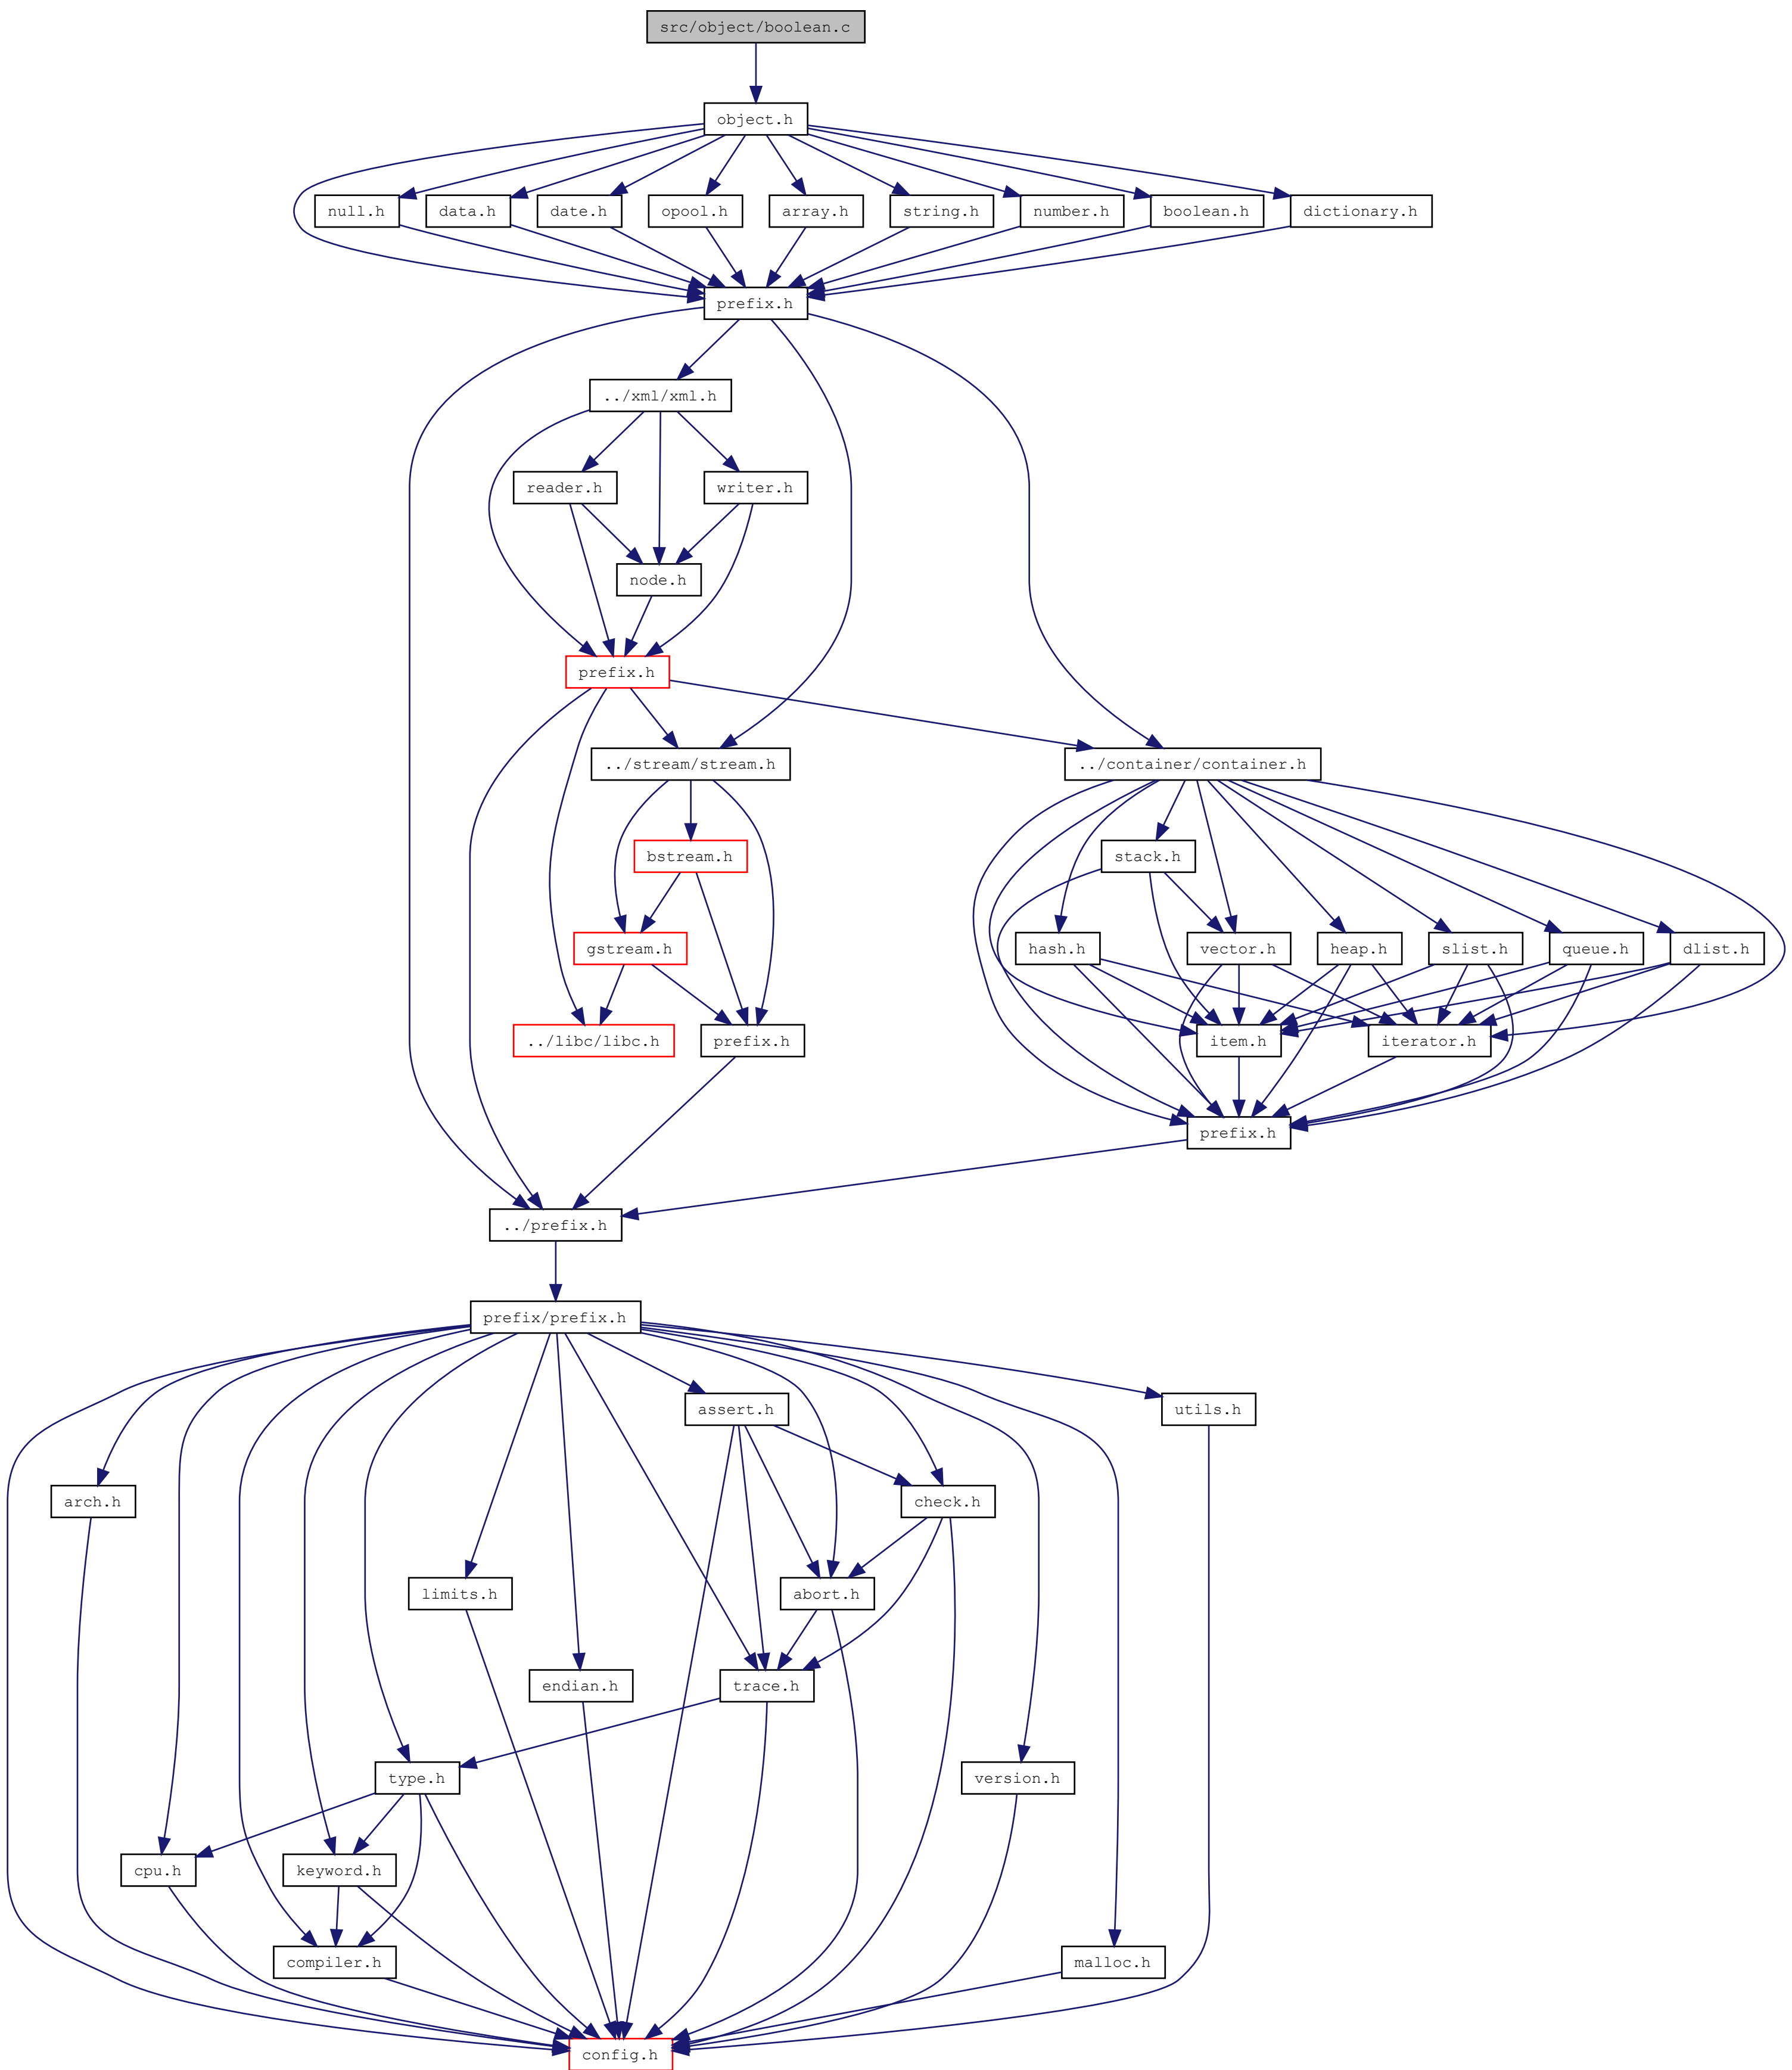 src/object/boolean.c
object.h
null.h
data.h
date.h
opool.h
array.h
string.h
number.h
boolean.h
dictionary.h
prefix.h
../xml/xml.h
reader.h
writer.h
node.h
prefix.h
../stream/stream.h
../container/container.h
bstream.h
stack.h
gstream.h
hash.h
vector.h
heap.h
slist.h
queue.h
dlist.h
../libc/libc.h
prefix.h
item.h
iterator.h
prefix.h
../prefix.h
prefix/prefix.h
assert.h
utils.h
arch.h
check.h
limits.h
abort.h
endian.h
trace.h
type.h
version.h
cpu.h
keyword.h
compiler.h
malloc.h
config.h